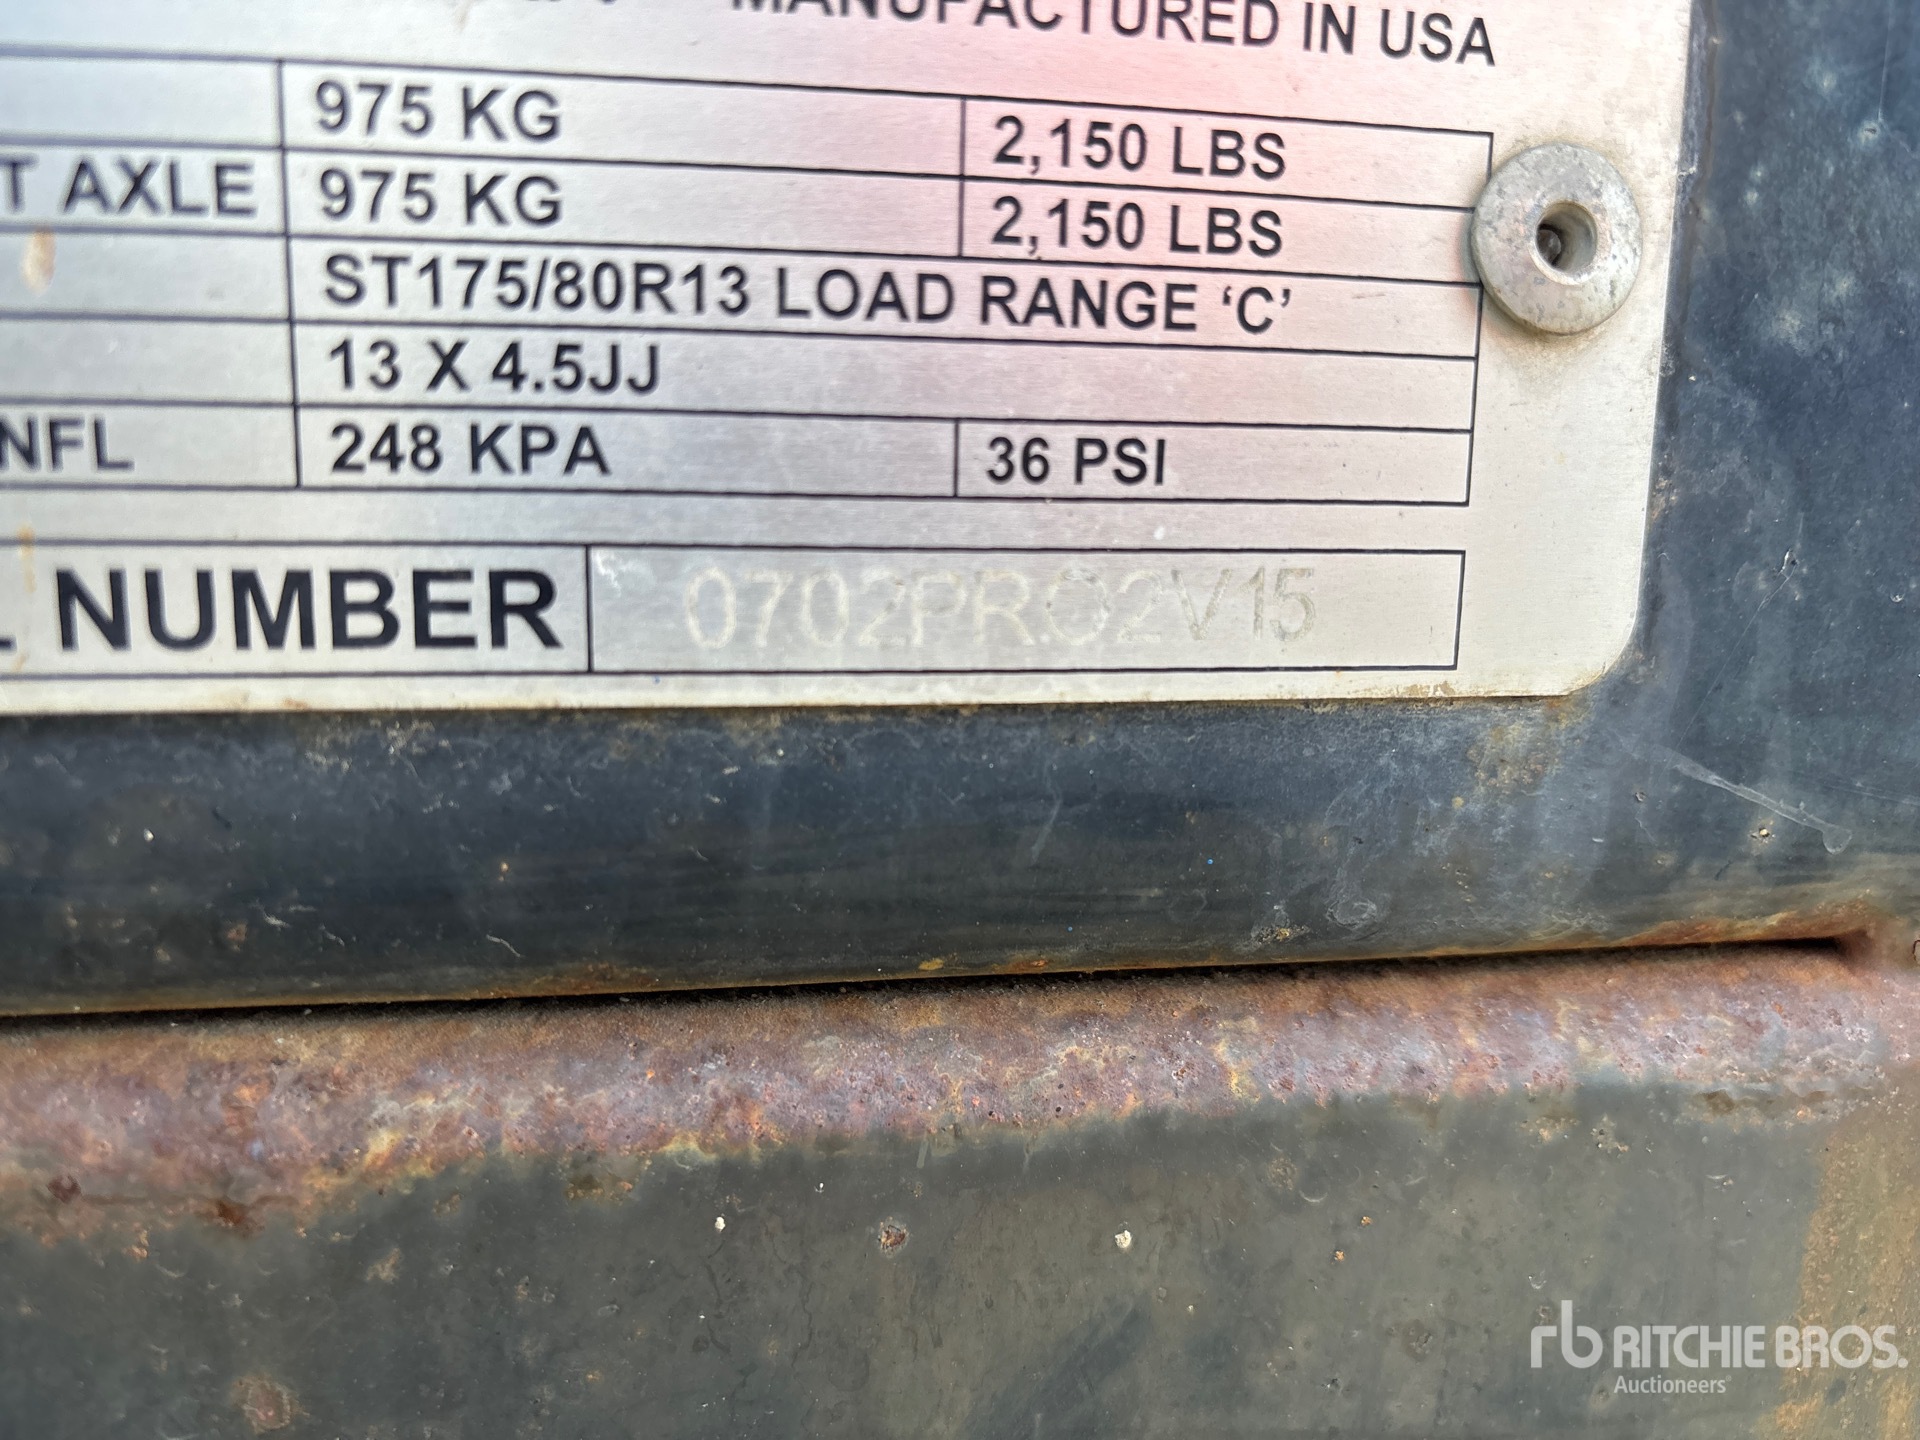 MANUFACTURED IN USA
975 KG 2,150 LBS
T AXLE 975 KG 2,150 LBS
ST175/80R13 LOAD RANGE ‘C’
13 X 4.5JJ
NFL 248 KPA 36 PSI
NUMBER 0702PRO2V15
rb RITCHIE BROS.
Auctioneers